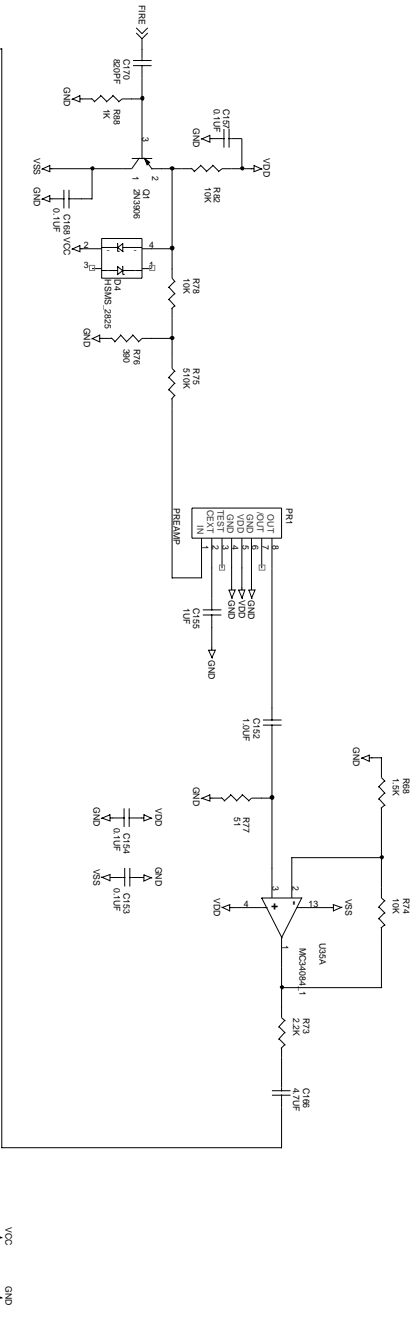 FIRE
C170
820PF
GND
R88
1K
C157
0.1UF
GND
VDD
R82
10K
3
2
1
Q1
2N3906
VSS
C168
0.1UF
GND
VCC
2
4
3
1
D4
HSMS_2825
R78
10K
GND
R76
390
R75
510K
PREAMP
PR1
IN
CEXT
TEST
GND
VDD
GND
/OUT
OUT
1
2
3
4
5
6
7
8
GND
VDD
GND
C155
1UF
GND
C152
1.0UF
GND
R77
51
VDD
C154
0.1UF
GND
GND
C153
0.1UF
VSS
GND
R68
1.5K
R74
10K
3
2
+
-
13
VSS
4
VDD
1
U35A
MC34084_1
R73
2.2K
C166
4.7UF
VCC
GND